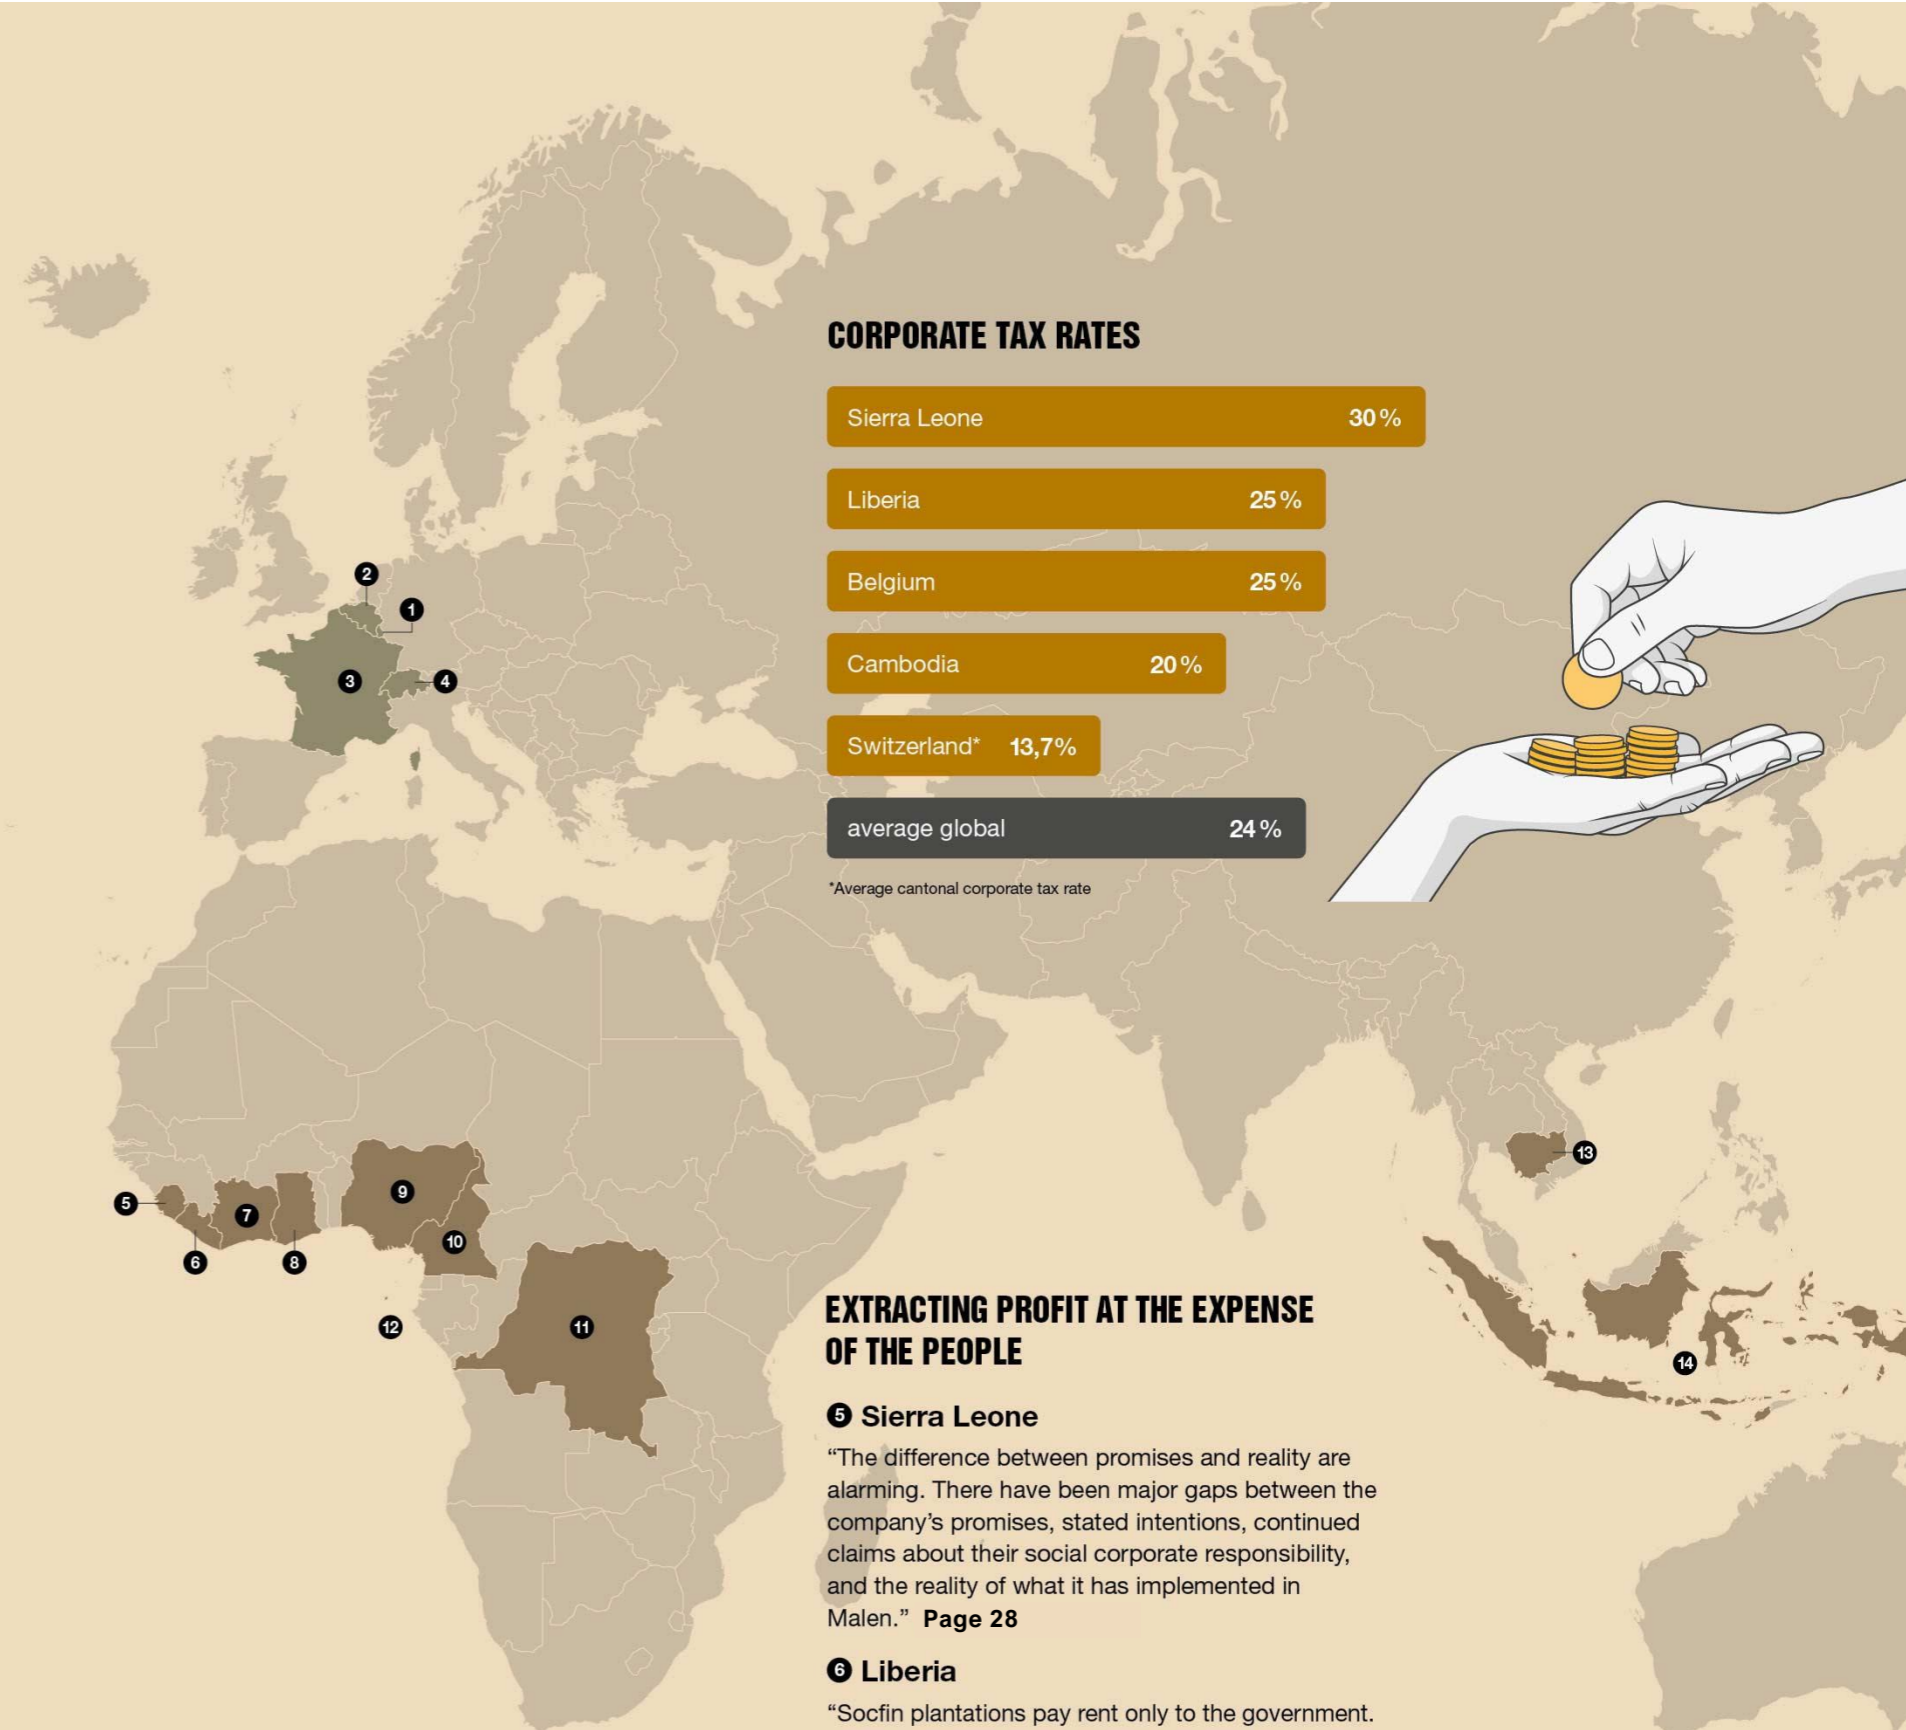 CORPORATE TAX RATES
Sierra Leone 30%
Liberia 25%
Belgium 25%
Cambodia 20%
Switzerland* 13,7%
average global 24%
*Average cantonal corporate tax rate
2
1
3
4
5
6
7
8
9
10
11
12
13
14
EXTRACTING PROFIT AT THE EXPENSE
OF THE PEOPLE
5 Sierra Leone
“The difference between promises and reality are
alarming. There have been major gaps between the
company’s promises, stated intentions, continued
claims about their social corporate responsibility,
and the reality of what it has implemented in
Malen.” Page 28
6 Liberia
“Socfin plantations pay rent only to the government.